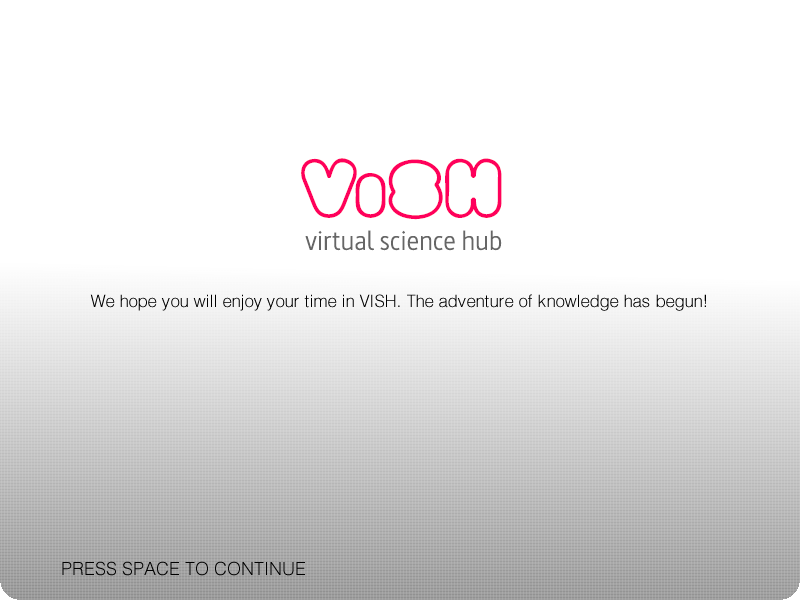 ViSH
virtual science hub
We hope you will enjoy your time in VISH. The adventure of knowledge has begun!
PRESS SPACE TO CONTINUE